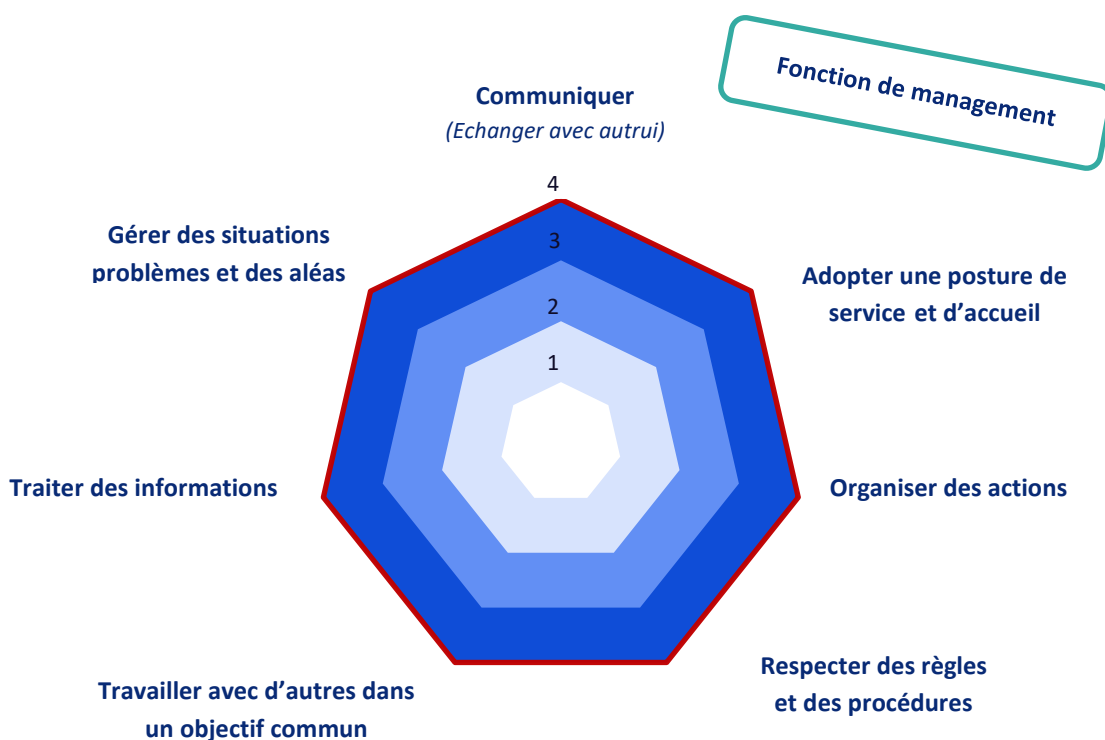 Fonction de management
Communiquer
(Echanger avec autrui)
4
3
2
1
Gérer des situations
problèmes et des aléas
Adopter une posture de
service et d’accueil
Traiter des informations
Organiser des actions
Travailler avec d’autres dans
un objectif commun
Respecter des règles
et des procédures